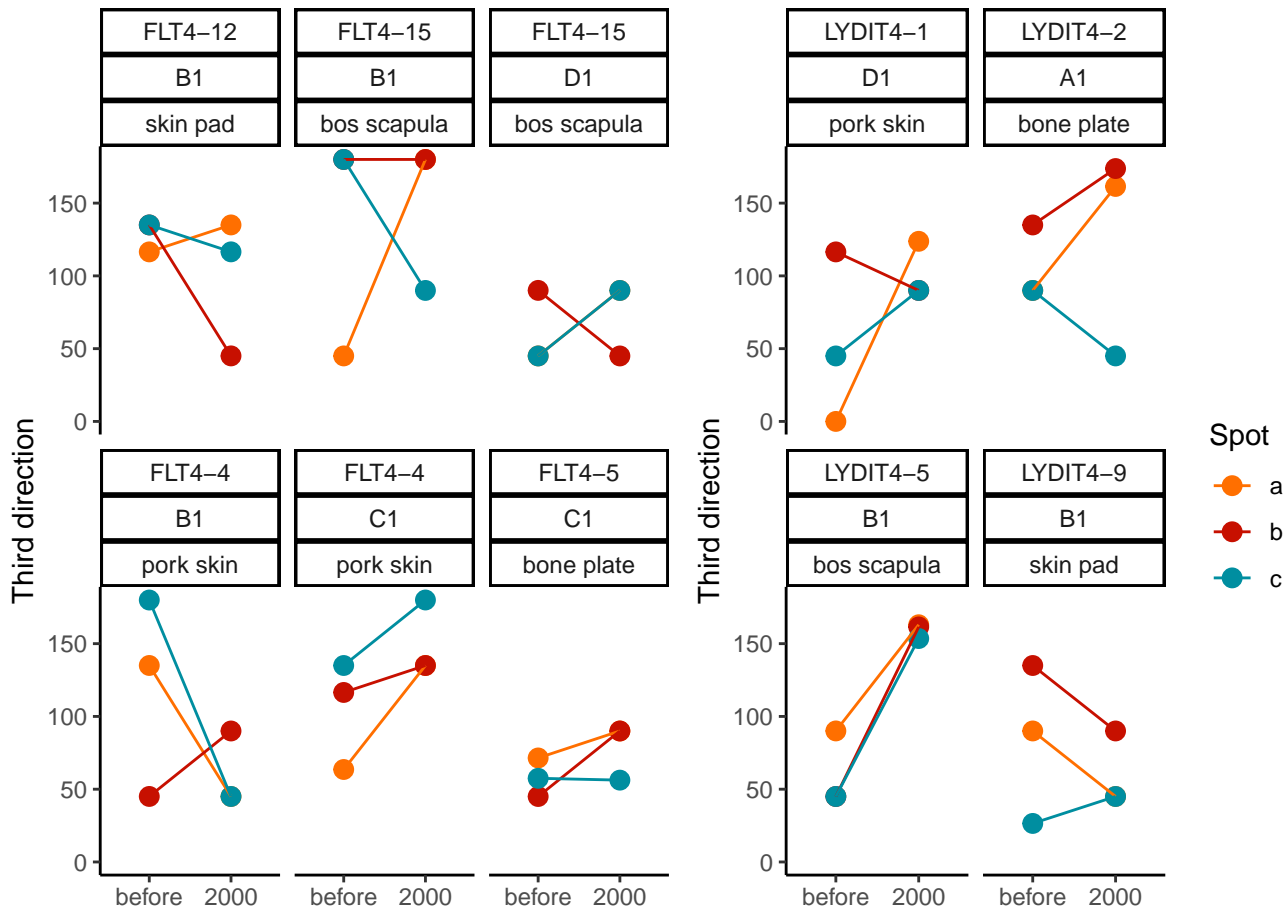 FLT4−12 FLT4−15 FLT4−15 LYDIT4−1 LYDIT4−2
B1 B1 D1 D1 A1
skin pad bos scapula bos scapula pork skin bone plate
150 150
100 100
50 50
0 0
Third direction Third direction
FLT4−4 FLT4−4 FLT4−5 LYDIT4−5 LYDIT4−9
B1 C1 C1 B1 B1
pork skin pork skin bone plate bos scapula skin pad
150 150
100 100
50 50
0 0
before 2000 before 2000 before 2000 before 2000 before 2000
Spot
a
b
c